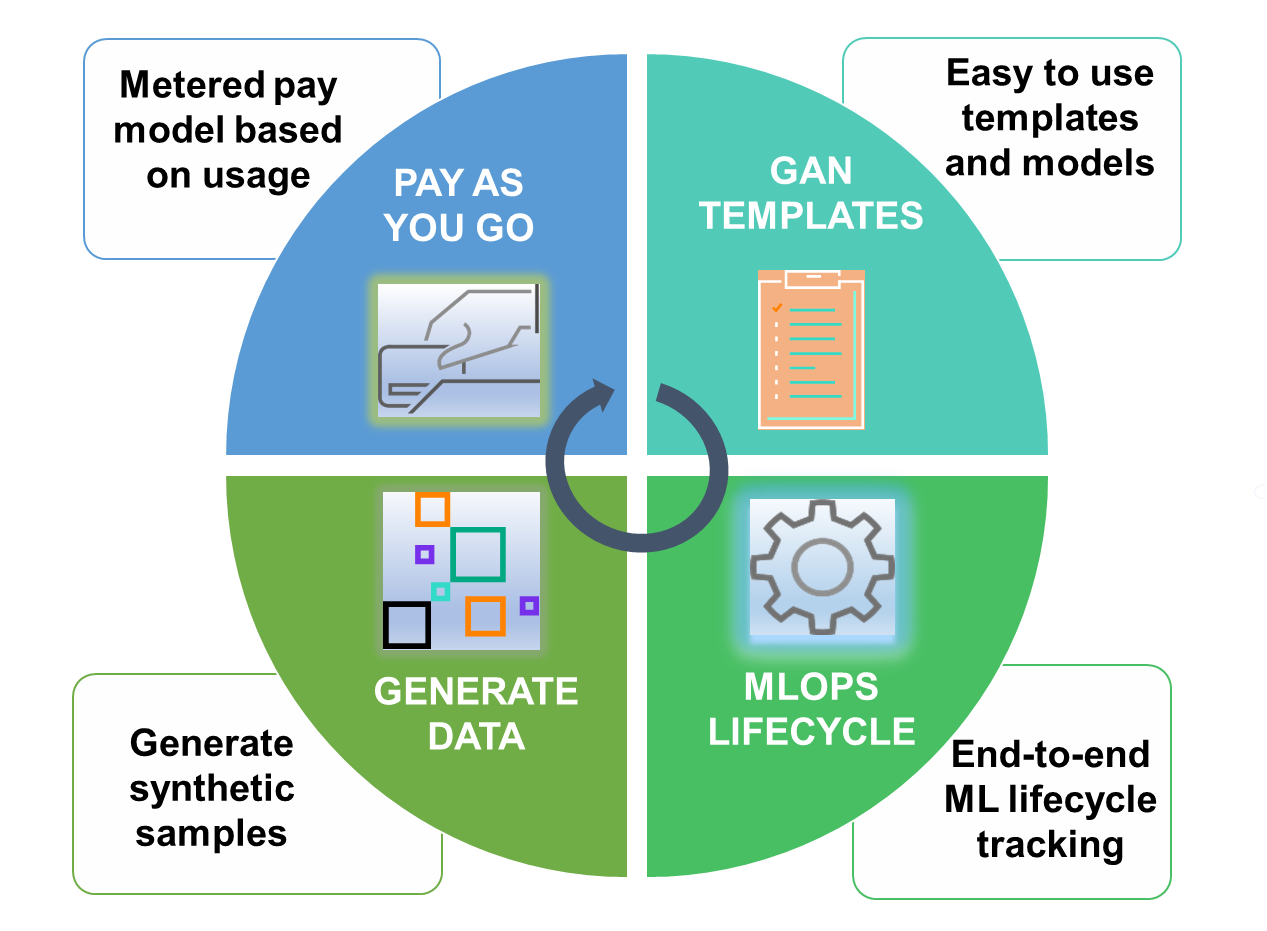 Metered pay
model based
on usage
PAY AS
YOU GO
GAN
TEMPLATES
Easy to use
templates
and models
GENERATE
DATA
Generate
synthetic
samples
MLOPS
LIFECYCLE
End-to-end
ML lifecycle
tracking